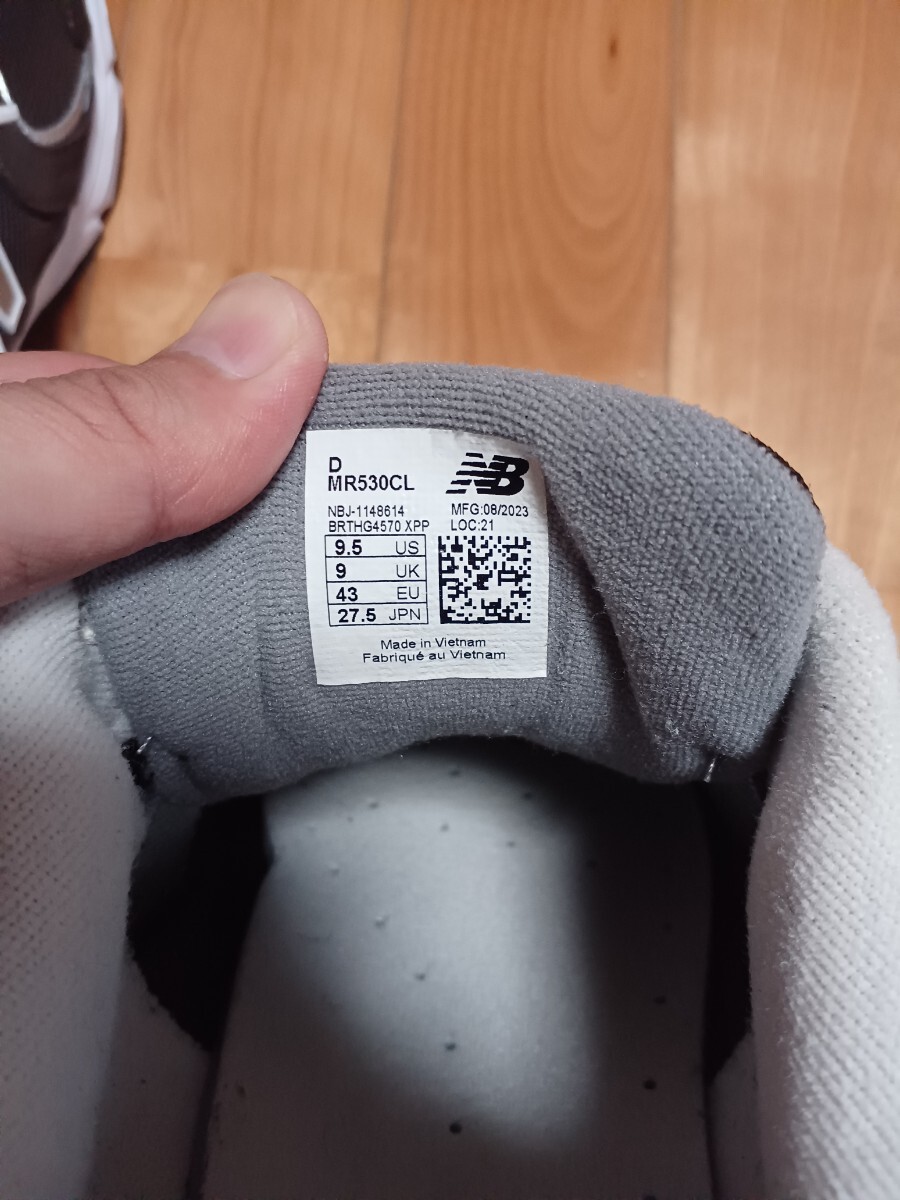 D
MR530CL
NB
NBJ-1148614
MFG:08/2023
BRTHG4570 XPP
LOC:21
9.5 US
9 UK
43 EU
27.5 JPN
Made in Vietnam
Fabriqué au Vietnam